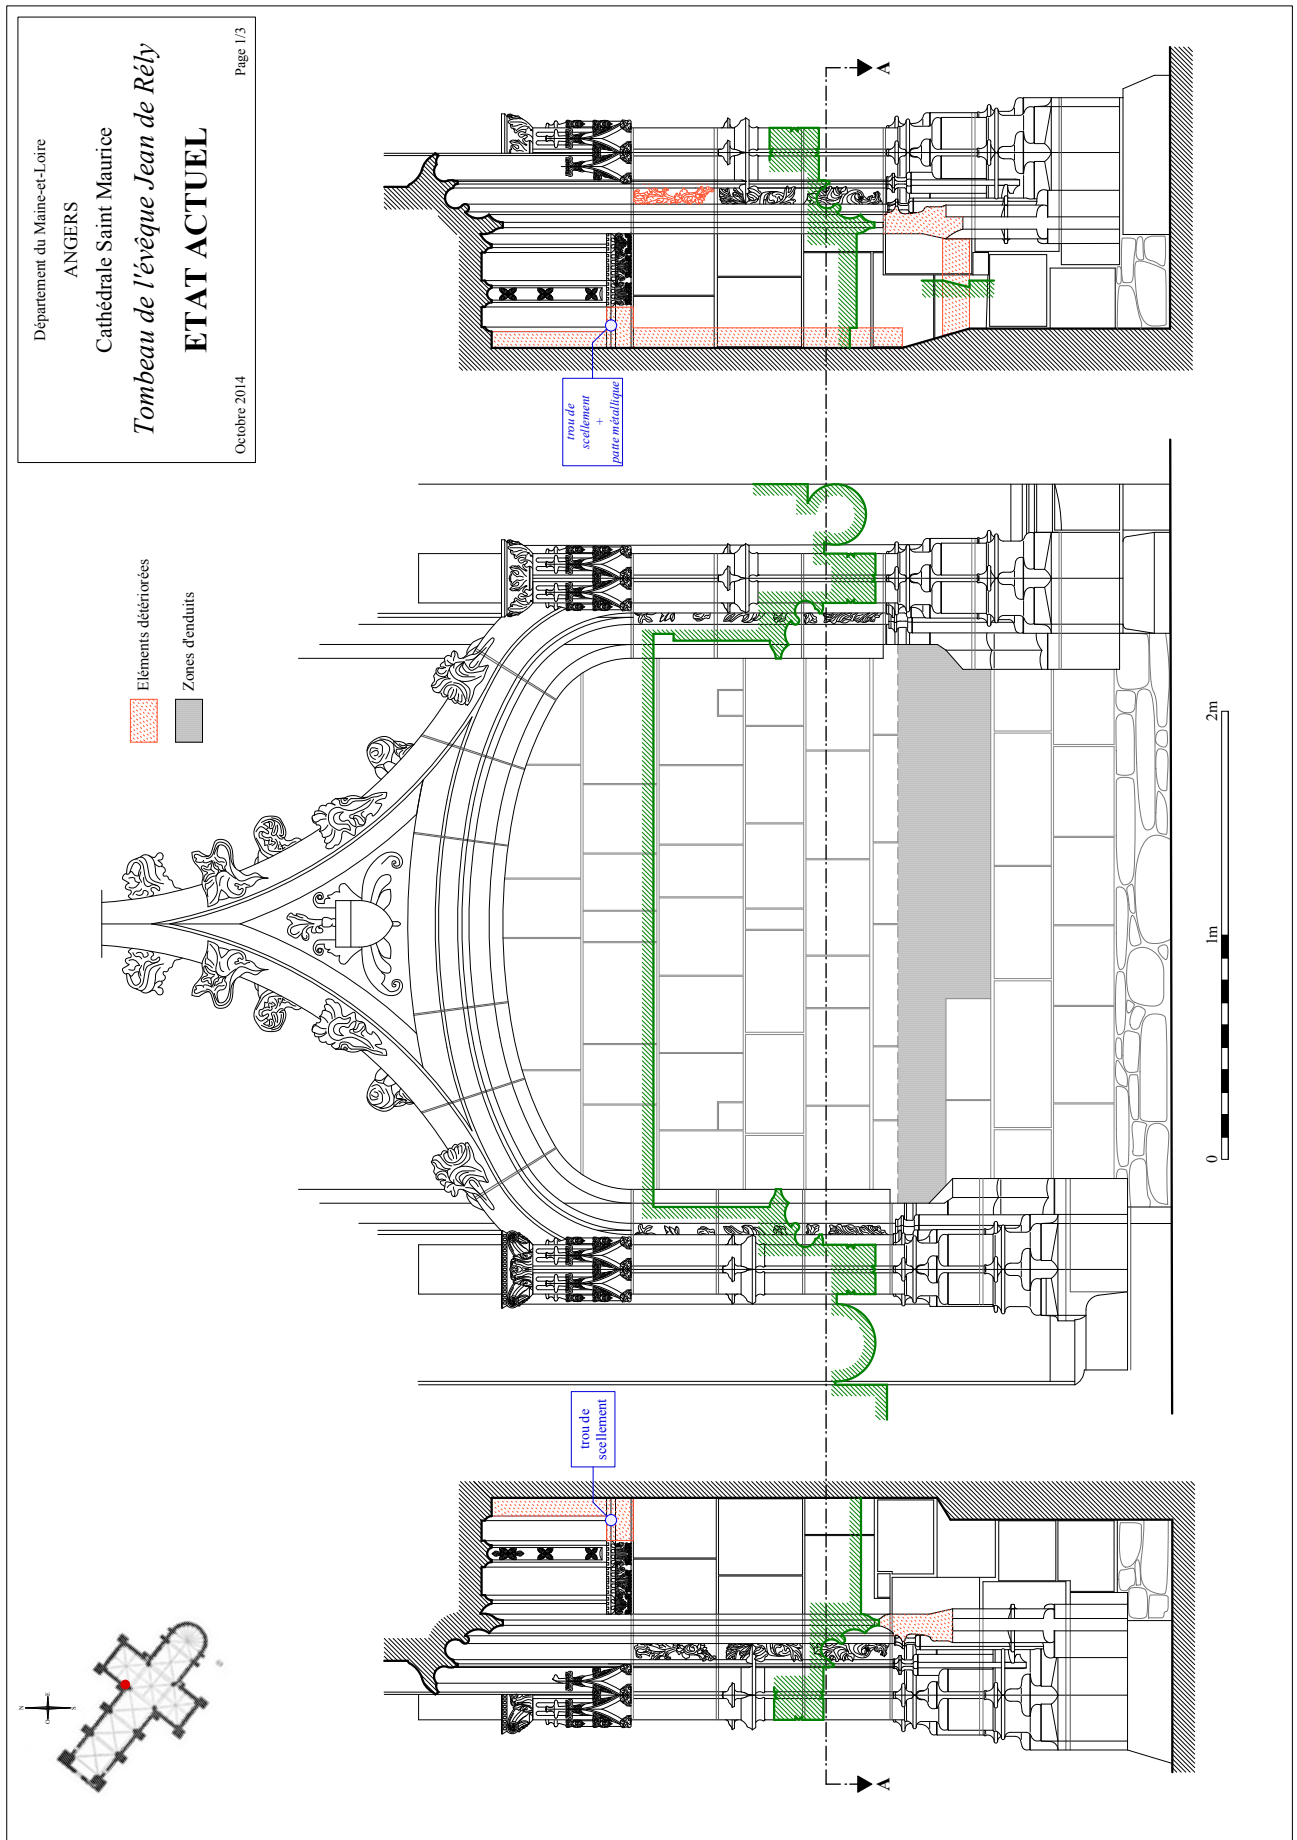 Département du Maine-et-Loire
ANGERS
Cathédrale Saint Maurice
Tombeau de l'évêque Jean de Rély
ETAT ACTUEL
Octobre 2014
Page 1/3
Eléments détériorées
Zones d'enduits
trou de
scellement
trou de
scellement
+
patte métallique
A
A
0
1m
2m
N
E
S
O